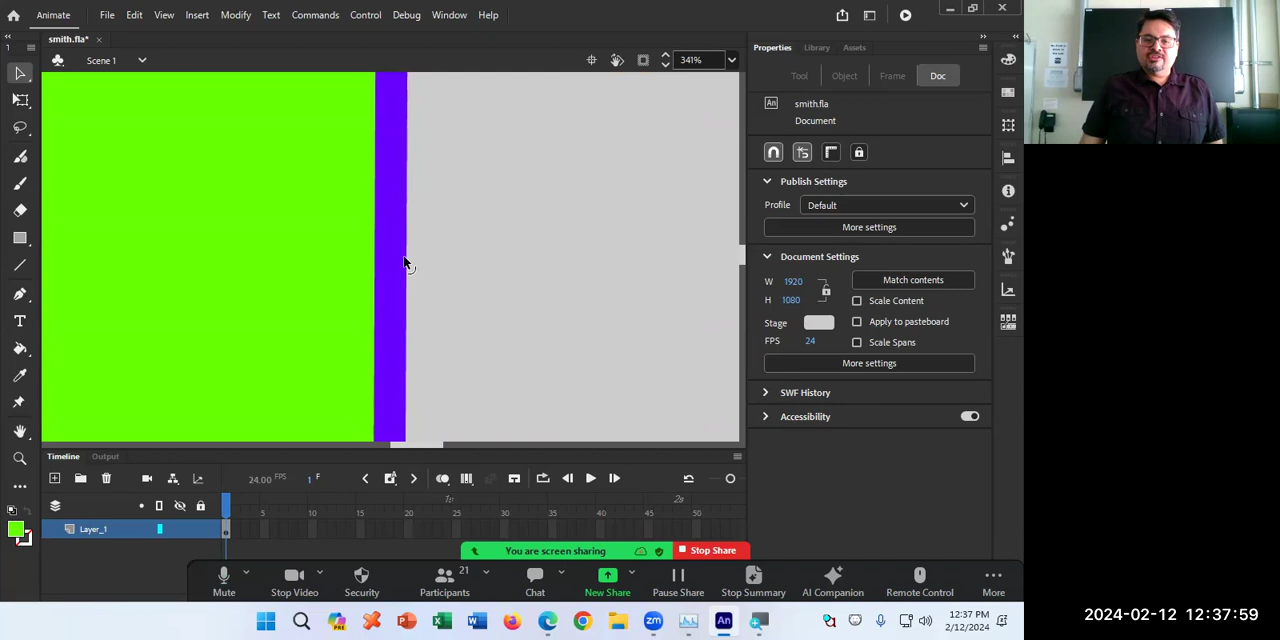 Animate File Edit View Insert Modify Text Commands Control Debug Window Help
smith.fla* ×
1
Scene 1
341%
Properties Library Assets
Tool Object Frame Doc
An smith.fla
Document
Publish Settings
Profile Default
More settings
Document Settings
W 1920 Match contents
H 1080 Scale Content
Stage Apply to pasteboard
FPS 24 Scale Spans
More settings
SWF History
Accessibility
Timeline Output
24.00 FPS 1 F
1s 2s
5 10 15 20 25 30 35 40 45 50
Layer_1
You are screen sharing Stop Share
21
Mute Stop Video Security Participants Chat New Share Pause Share Stop Summary AI Companion Remote Control More
12:37 PM
2/12/2024
2024-02-12 12:37:59